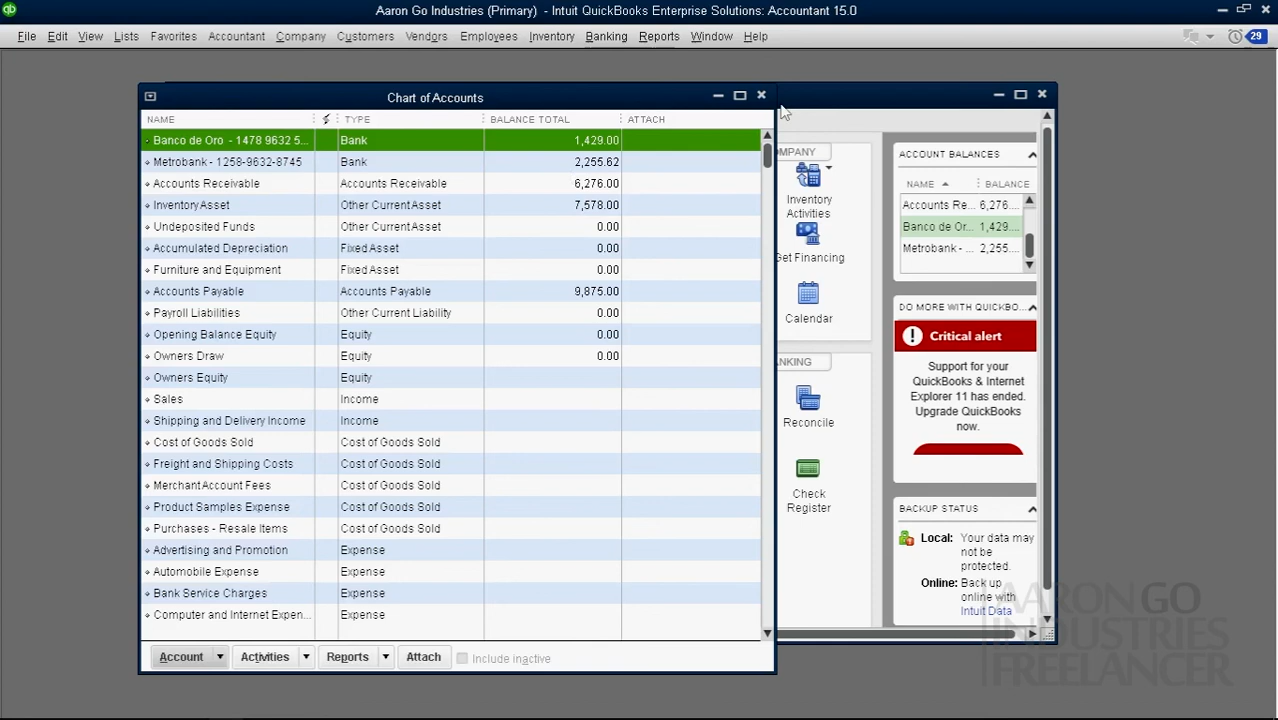 Aaron Go Industries (Primary) - Intuit QuickBooks Enterprise Solutions: Accountant 15.0
File Edit View Lists Favorites Accountant Company Customers Vendors Employees Inventory Banking Reports Window Help 29
Chart of Accounts
NAME TYPE BALANCE TOTAL ATTACH
Banco de Oro - 1478 9632 5... Bank 1,429.00
Metrobank - 1258-9632-8745 Bank 2,255.62
Accounts Receivable Accounts Receivable 6,276.00
Inventory Asset Other Current Asset 7,578.00
Undeposited Funds Other Current Asset 0.00
Accumulated Depreciation Fixed Asset 0.00
Furniture and Equipment Fixed Asset 0.00
Accounts Payable Accounts Payable 9,875.00
Payroll Liabilities Other Current Liability 0.00
Opening Balance Equity Equity 0.00
Owners Draw Equity 0.00
Owners Equity Equity
Sales Income
Shipping and Delivery Income Income
Cost of Goods Sold Cost of Goods Sold
Freight and Shipping Costs Cost of Goods Sold
Merchant Account Fees Cost of Goods Sold
Product Samples Expense Cost of Goods Sold
Purchases - Resale Items Cost of Goods Sold
Advertising and Promotion Expense
Automobile Expense Expense
Bank Service Charges Expense
Computer and Internet Expen... Expense
Account Activities Reports Attach Include inactive
OMPANY
Inventory
Activities
Get Financing
Calendar
ANKING
Reconcile
Check
Register
ACCOUNT BALANCES
NAME BALANCE
Accounts Re... 6,276....
Banco de Or... 1,429....
Metrobank - ... 2,255....
DO MORE WITH QUICKBO...
Critical alert
Support for your
QuickBooks & Internet
Explorer 11 has ended.
Upgrade QuickBooks
now.
BACKUP STATUS
Local: Your data may
not be
protected.
Online: Back up
online with
Intuit Data
AARON GO
INDUSTRIES
FREELANCER